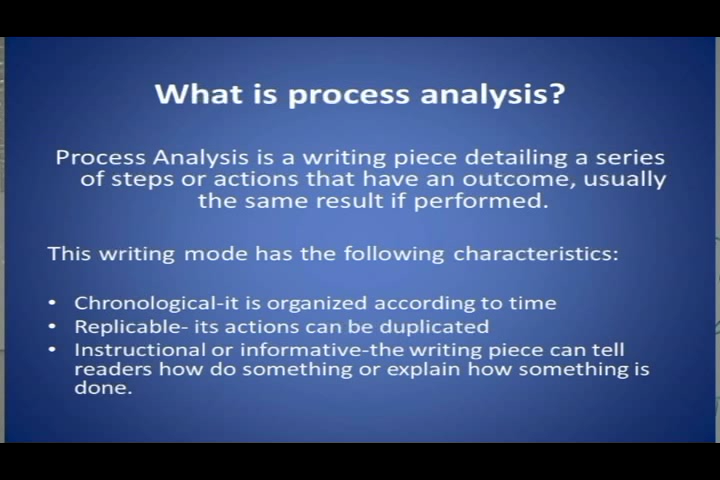 What is process analysis?
Process Analysis is a writing piece detailing a series
of steps or actions that have an outcome, usually
the same result if performed.
This writing mode has the following characteristics:
• Chronological-it is organized according to time
• Replicable- its actions can be duplicated
• Instructional or informative-the writing piece can tell
readers how do something or explain how something is
done.